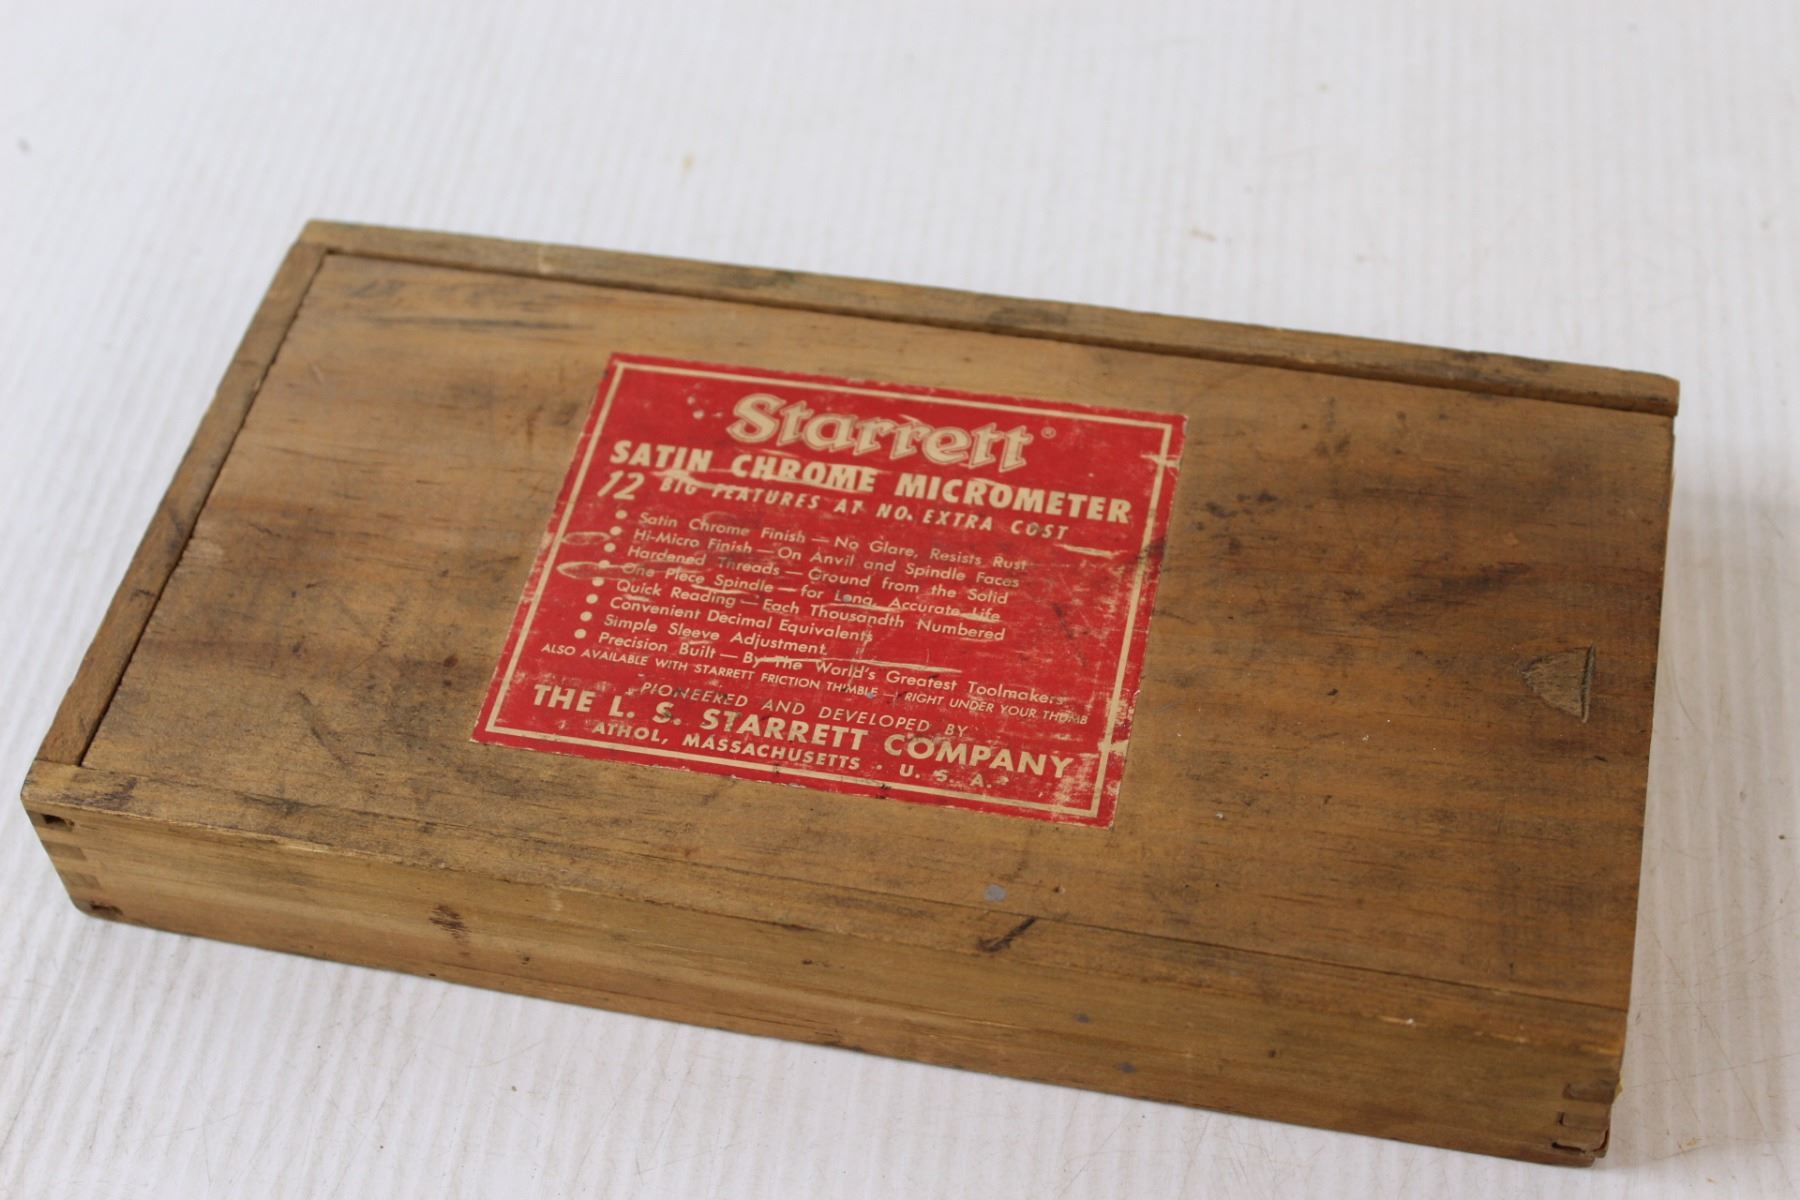 Starrett®
SATIN CHROME MICROMETER
12 BIG FEATURES AT NO EXTRA COST
• Satin Chrome Finish — No Glare, Resists Rust
• Hi-Micro Finish — On Anvil and Spindle Faces
• Hardened Threads — Ground from the Solid
• One Piece Spindle — for Long, Accurate Life
• Quick Reading — Each Thousandth Numbered
• Convenient Decimal Equivalents
• Simple Sleeve Adjustment
• Precision Built — By The World's Greatest Toolmakers
ALSO AVAILABLE WITH STARRETT FRICTION THIMBLE — RIGHT UNDER YOUR THUMB
PIONEERED AND DEVELOPED BY
THE L. S. STARRETT COMPANY
ATHOL, MASSACHUSETTS · U. S. A.